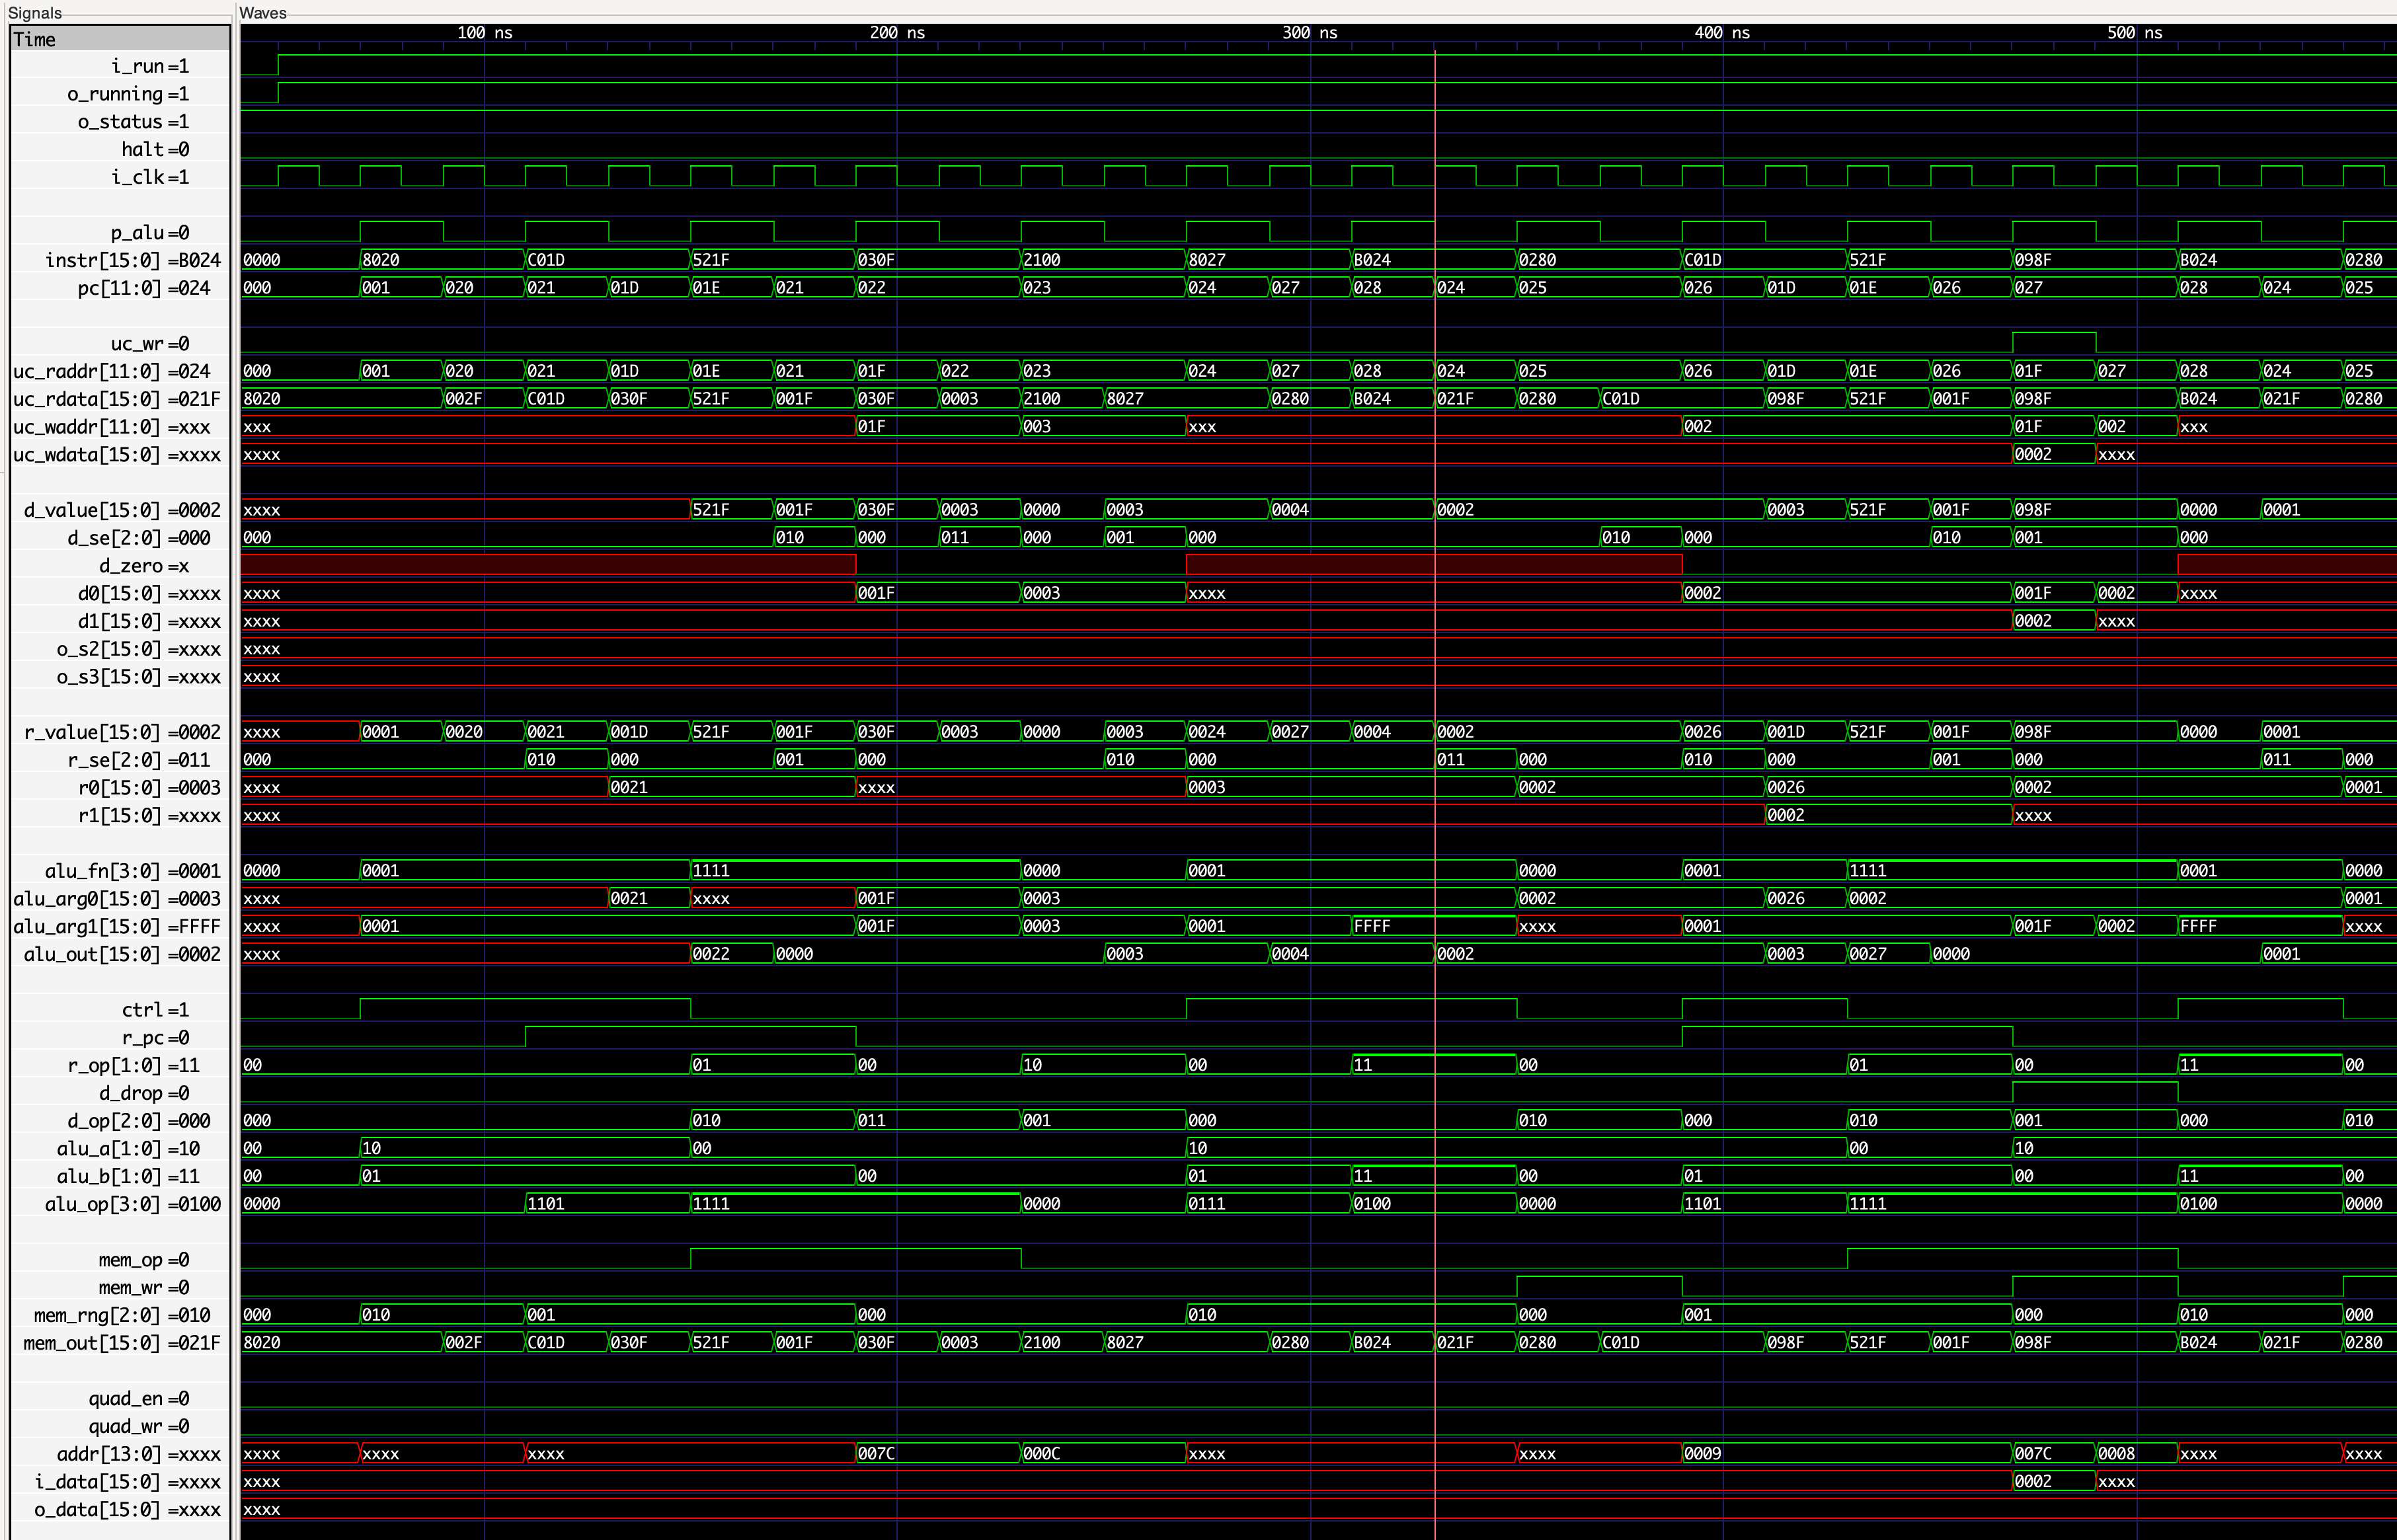 Signals Waves
Time 100 ns 200 ns 300 ns 400 ns 500 ns
i_run=1
o_running=1
o_status=1
halt=0
i_clk=1
p_alu=0
instr[15:0]=B024 0000 8020 C01D 521F 030F 2100 8027 B024 0280 C01D 521F 098F B024 0280
pc[11:0]=024 000 001 020 021 01D 01E 021 022 023 024 027 028 024 025 026 01D 01E 026 027 028 024 025
uc_wr=0
uc_raddr[11:0]=024 000 001 020 021 01D 01E 021 01F 022 023 024 027 028 024 025 026 01D 01E 026 01F 027 028 024 025
uc_rdata[15:0]=021F 8020 002F C01D 030F 521F 001F 030F 0003 2100 8027 0280 B024 021F 0280 C01D 098F 521F 001F 098F B024 021F 0280
uc_waddr[11:0]=xxx xxx 01F 003 xxx 002 01F 002 xxx
uc_wdata[15:0]=xxxx xxxx 0002 xxxx
d_value[15:0]=0002 xxxx 521F 001F 030F 0003 0000 0003 0004 0002 0003 521F 001F 098F 0000 0001
d_se[2:0]=000 000 010 000 011 000 001 000 010 000 010 001 000
d_zero=x
d0[15:0]=xxxx xxxx 001F 0003 xxxx 0002 001F 0002 xxxx
d1[15:0]=xxxx xxxx 0002 xxxx
o_s2[15:0]=xxxx xxxx
o_s3[15:0]=xxxx xxxx
r_value[15:0]=0002 xxxx 0001 0020 0021 001D 521F 001F 030F 0003 0000 0003 0024 0027 0004 0002 0026 001D 521F 001F 098F 0000 0001
r_se[2:0]=011 000 010 000 001 000 010 000 011 000 010 000 001 000 011 000
r0[15:0]=0003 xxxx 0021 xxxx 0003 0002 0026 0002 0001
r1[15:0]=xxxx xxxx 0002 xxxx
alu_fn[3:0]=0001 0000 0001 1111 0000 0001 0000 0001 1111 0001 0000
alu_arg0[15:0]=0003 xxxx 0021 xxxx 001F 0003 0002 0026 0002 0001
alu_arg1[15:0]=FFFF xxxx 0001 001F 0003 0001 FFFF xxxx 0001 001F 0002 FFFF xxxx
alu_out[15:0]=0002 xxxx 0022 0000 0003 0004 0002 0003 0027 0000 0001
ctrl=1
r_pc=0
r_op[1:0]=11 00 01 00 10 00 11 00 01 00 11 00
d_drop=0
d_op[2:0]=000 000 010 011 001 000 010 000 010 001 000 010
alu_a[1:0]=10 00 10 00 10 00 10
alu_b[1:0]=11 00 01 00 01 11 00 01 00 11 00
alu_op[3:0]=0100 0000 1101 1111 0000 0111 0100 0000 1101 1111 0100 0000
mem_op=0
mem_wr=0
mem_rng[2:0]=010 000 010 001 000 010 000 001 000 010 000
mem_out[15:0]=021F 8020 002F C01D 030F 521F 001F 030F 0003 2100 8027 0280 B024 021F 0280 C01D 098F 521F 001F 098F B024 021F 0280
quad_en=0
quad_wr=0
addr[13:0]=xxxx xxxx xxxx xxxx 007C 000C xxxx xxxx 0009 007C 0008 xxxx xxxx
i_data[15:0]=xxxx xxxx 0002 xxxx
o_data[15:0]=xxxx xxxx